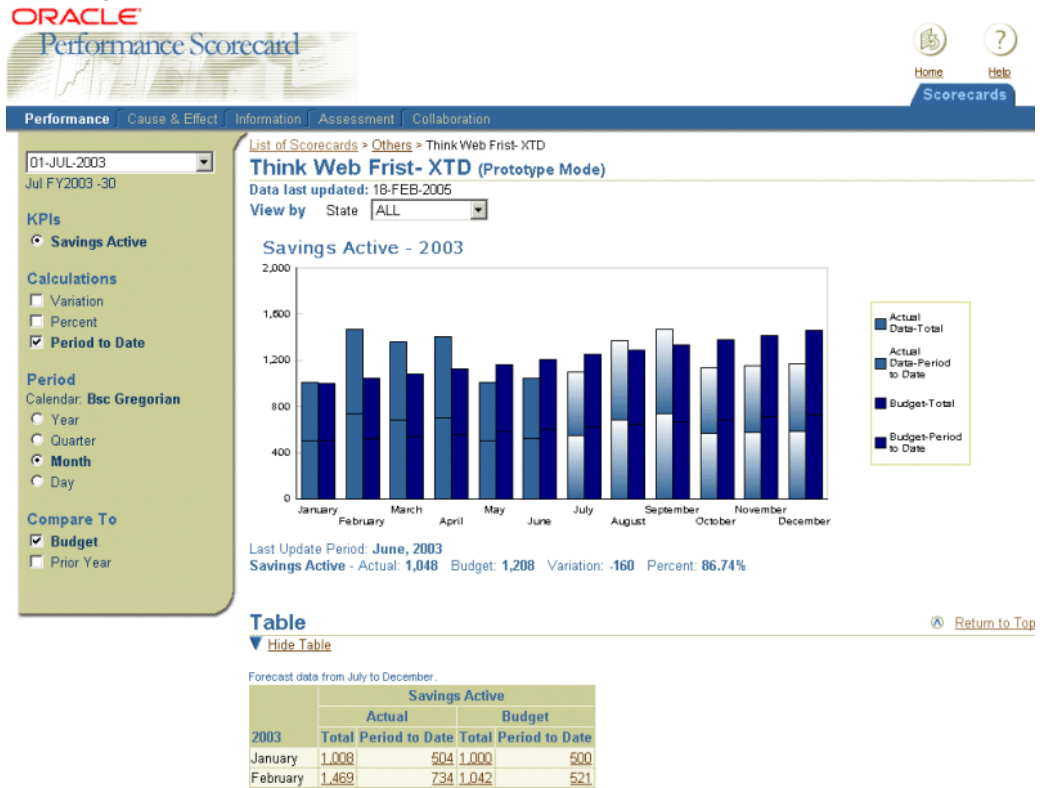 ORACLE
Performance Scorecard
Home
Help
Scorecards
Performance
Cause & Effect
Information
Assessment
Collaboration
01-JUL-2003
Jul FY2003 -30
KPIs
Savings Active
Calculations
Variation
Percent
Period to Date
Period
Calendar: Bsc Gregorian
Year
Quarter
Month
Day
Compare To
Budget
Prior Year
List of Scorecards > Others > Think Web Frist- XTD
Think Web Frist- XTD (Prototype Mode)
Data last updated: 18-FEB-2005
View by State ALL
Savings Active - 2003
2,000
1,600
1,200
800
400
0
January
February
March
April
May
June
July
August
September
October
November
December
Actual
Data-Total
Actual
Data-Period
to Date
Budget-Total
Budget-Period
to Date
Last Update Period: June, 2003
Savings Active - Actual: 1,048 Budget: 1,208 Variation: -160 Percent: 86.74%
Table
Return to Top
Hide Table
Forecast data from July to December.
Savings Active
Actual Budget
2003 Total Period to Date Total Period to Date
January 1,008 504 1,000 500
February 1,469 734 1,042 521